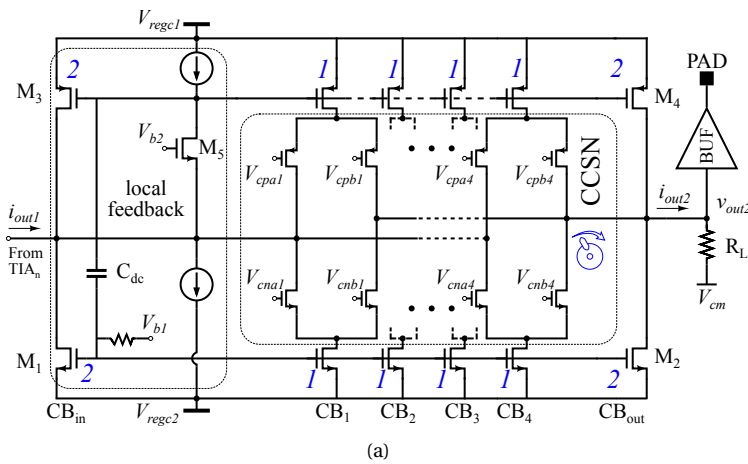 V_regc1
PAD
2 1 1 1 1 2
M_3
M_4
V_b2
M_5
BUF
V_cpa1 V_cpb1 V_cpa4 V_cpb4
CCSN
local
feedback
i_out1
i_out2
v_out2
From
TIA_n
C_dc
R_L
V_cna1 V_cnb1 V_cna4 V_cnb4
V_cm
V_b1
M_1
M_2
2 1 1 1 1 2
CB_in V_regc2 CB_1 CB_2 CB_3 CB_4 CB_out
(a)